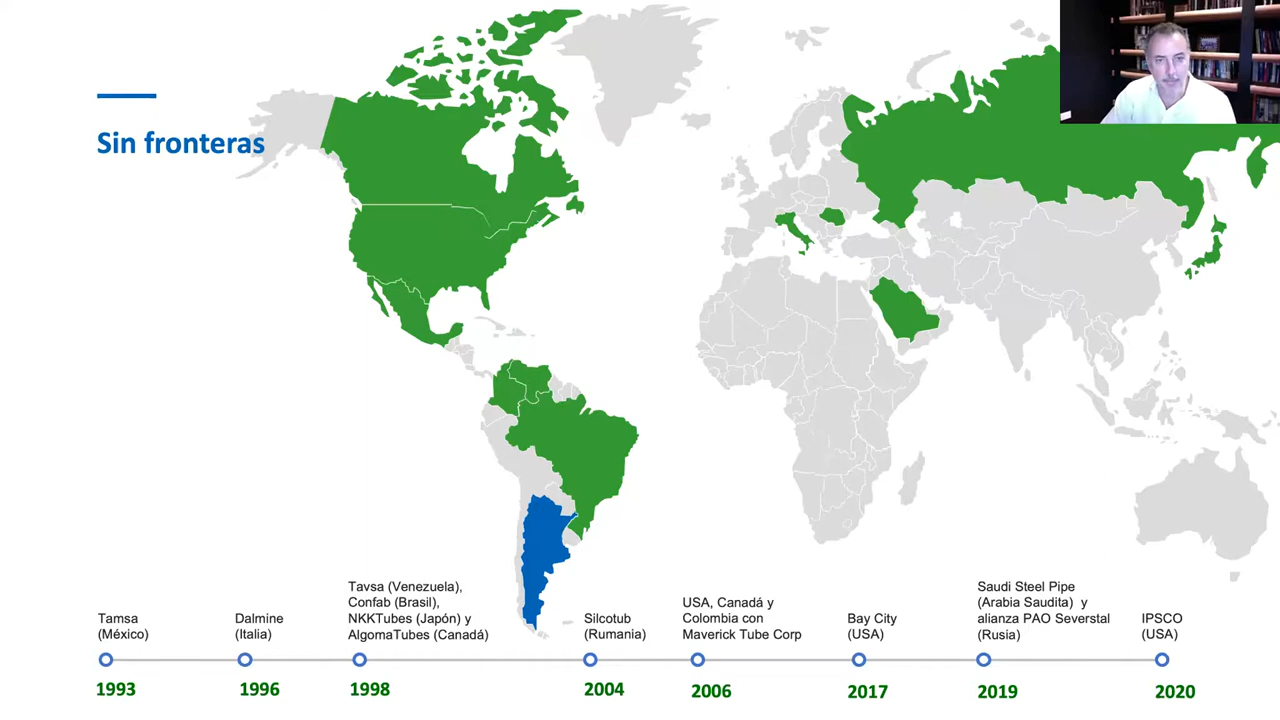 Sin fronteras
Tamsa
(México)
Dalmine
(Italia)
Tavsa (Venezuela),
Confab (Brasil),
NKKTubes (Japón) y
AlgomaTubes (Canadá)
Silcotub
(Rumania)
USA, Canadá y
Colombia con
Maverick Tube Corp
Bay City
(USA)
Saudi Steel Pipe
(Arabia Saudita) y
alianza PAO Severstal
(Rusia)
IPSCO
(USA)
1993
1996
1998
2004
2006
2017
2019
2020